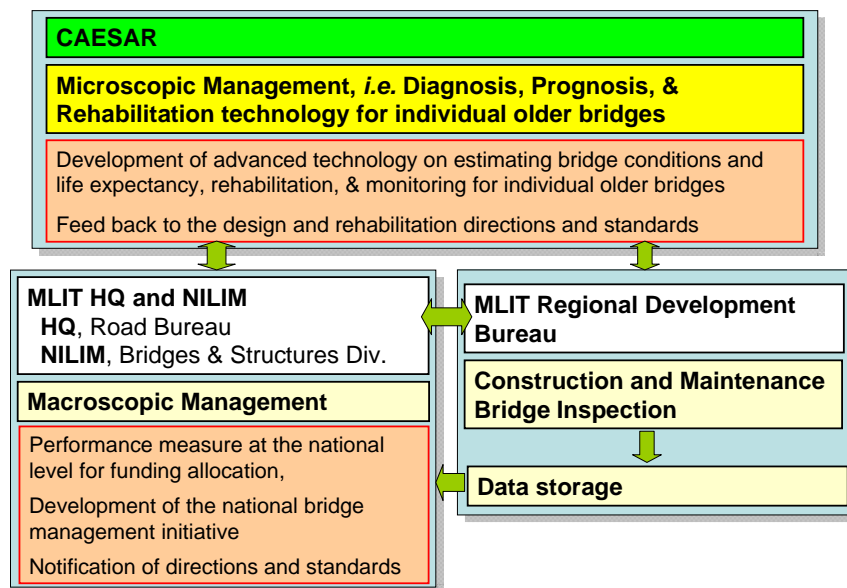 CAESAR
Microscopic Management, i.e. Diagnosis, Prognosis, &
Rehabilitation technology for individual older bridges
Development of advanced technology on estimating bridge conditions and
life expectancy, rehabilitation, & monitoring for individual older bridges
Feed back to the design and rehabilitation directions and standards
MLIT HQ and NILIM
HQ, Road Bureau
NILIM, Bridges & Structures Div.
Macroscopic Management
Performance measure at the national
level for funding allocation,
Development of the national bridge
management initiative
Notification of directions and standards
MLIT Regional Development
Bureau
Construction and Maintenance
Bridge Inspection
Data storage